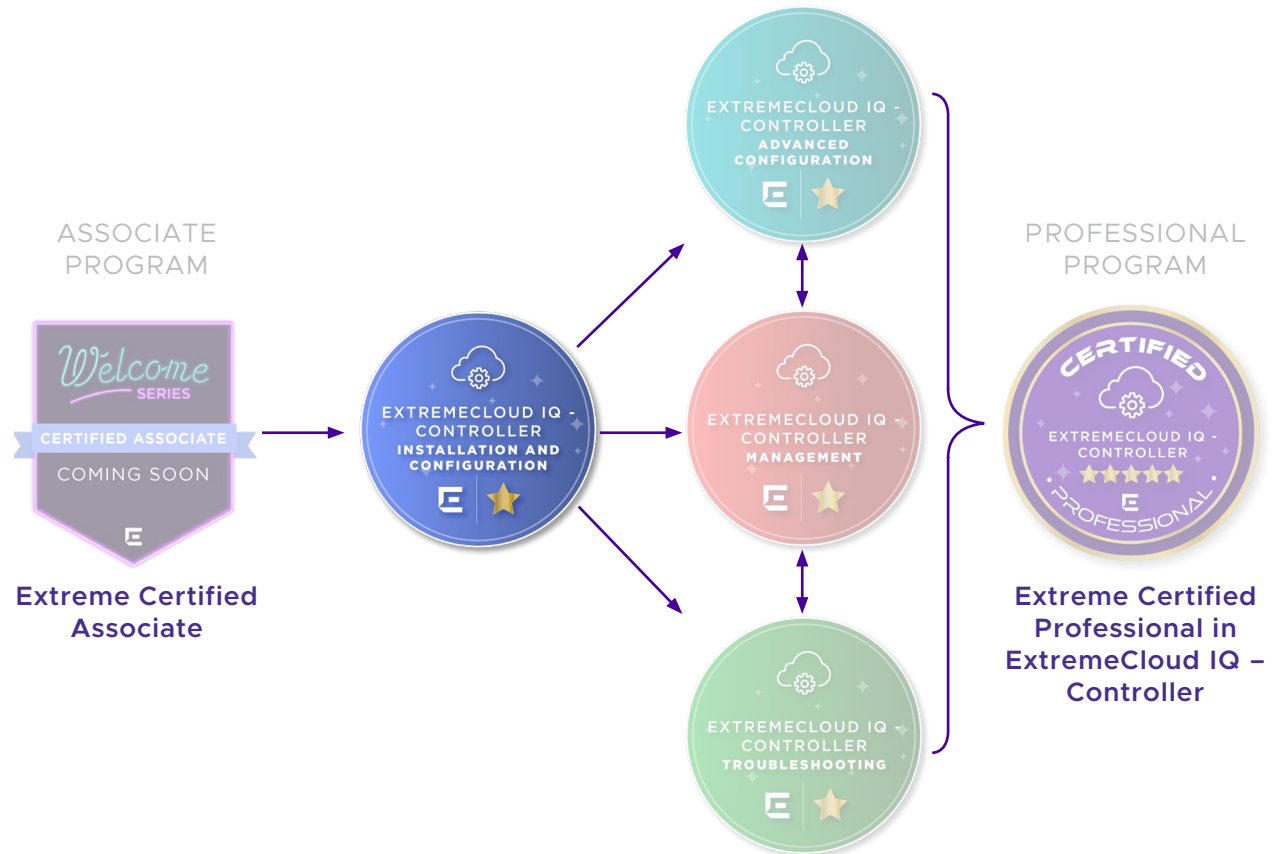 ASSOCIATE
PROGRAM
Welcome
SERIES
CERTIFIED ASSOCIATE
COMING SOON
E
Extreme Certified
Associate
EXTREMECLOUD IQ -
CONTROLLER
INSTALLATION AND
CONFIGURATION
E
EXTREMECLOUD IQ -
CONTROLLER
ADVANCED
CONFIGURATION
E
EXTREMECLOUD IQ -
CONTROLLER
MANAGEMENT
E
EXTREMECLOUD IQ -
CONTROLLER
TROUBLESHOOTING
E
PROFESSIONAL
PROGRAM
CERTIFIED
EXTREMECLOUD IQ -
CONTROLLER
E
• PROFESSIONAL •
Extreme Certified
Professional in
ExtremeCloud IQ –
Controller